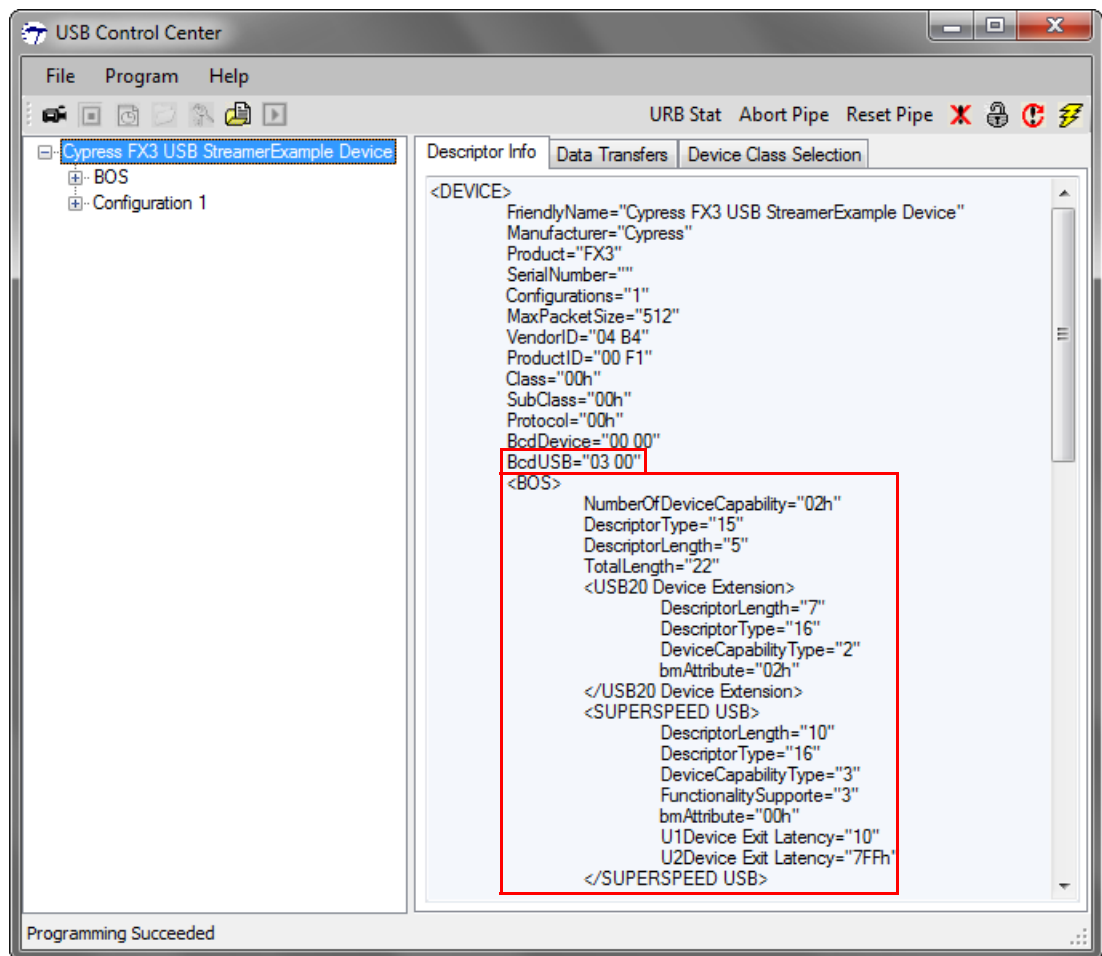 USB Control Center
File Program Help
URB Stat Abort Pipe Reset Pipe
Cypress FX3 USB StreamerExample Device
BOS
Configuration 1
Descriptor Info Data Transfers Device Class Selection
<DEVICE>
FriendlyName="Cypress FX3 USB StreamerExample Device"
Manufacturer="Cypress"
Product="FX3"
SerialNumber=""
Configurations="1"
MaxPacketSize="512"
VendorID="04 B4"
ProductID="00 F1"
Class="00h"
SubClass="00h"
Protocol="00h"
BcdDevice="00 00"
BcdUSB="03 00"
<BOS>
NumberOfDeviceCapability="02h"
DescriptorType="15"
DescriptorLength="5"
TotalLength="22"
<USB20 Device Extension>
DescriptorLength="7"
DescriptorType="16"
DeviceCapabilityType="2"
bmAttribute="02h"
</USB20 Device Extension>
<SUPERSPEED USB>
DescriptorLength="10"
DescriptorType="16"
DeviceCapabilityType="3"
FunctionalitySupporte="3"
bmAttribute="00h"
U1Device Exit Latency="10"
U2Device Exit Latency="7FFh"
</SUPERSPEED USB>
Programming Succeeded